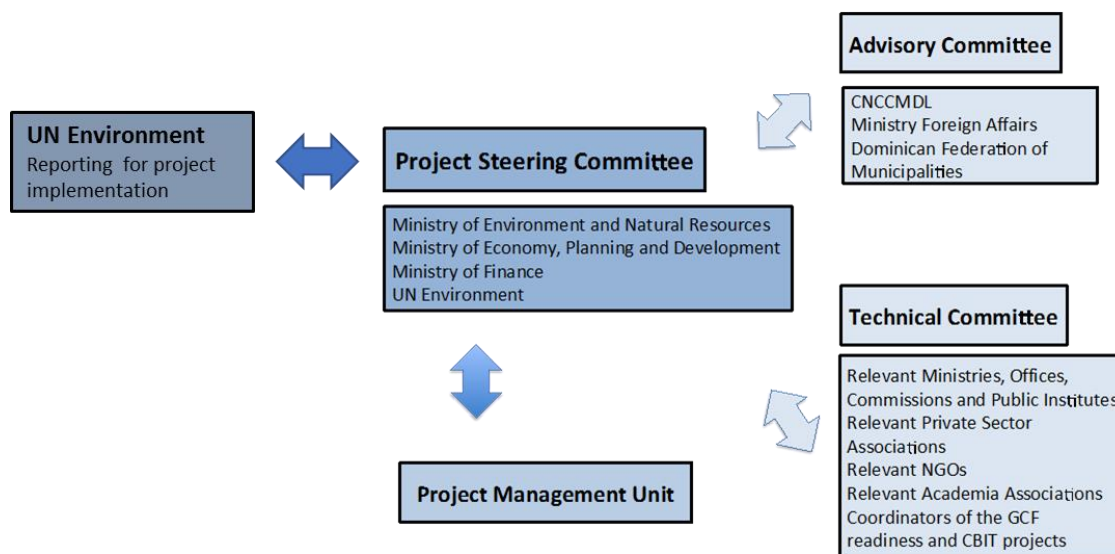 UN Environment
Reporting for project
implementation
Project Steering Committee
Ministry of Environment and Natural Resources
Ministry of Economy, Planning and Development
Ministry of Finance
UN Environment
Project Management Unit
Advisory Committee
CNCCMDL
Ministry Foreign Affairs
Dominican Federation of
Municipalities
Technical Committee
Relevant Ministries, Offices,
Commissions and Public Institutes
Relevant Private Sector
Associations
Relevant NGOs
Relevant Academia Associations
Coordinators of the GCF
readiness and CBIT projects